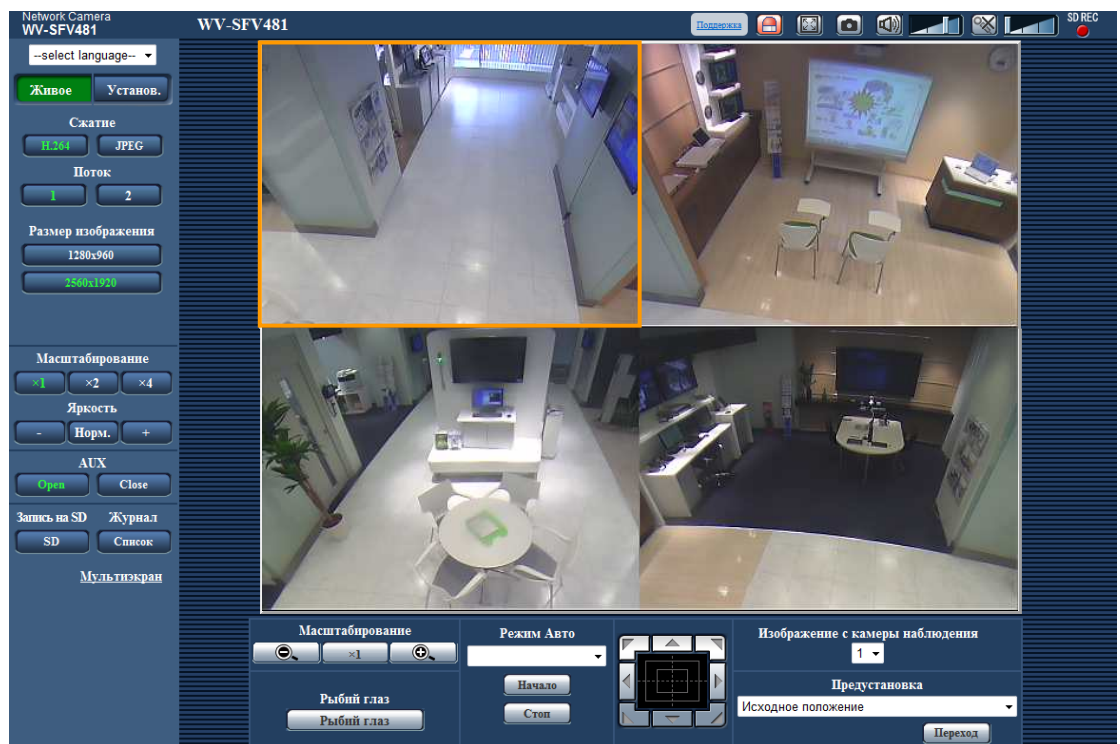 Network Camera
WV-SFV481
WV-SFV481
Поддержка
SD REC
--select language--
Живое
Установ.
Сжатие
H.264
JPEG
Поток
1
2
Размер изображения
1280x960
2560x1920
Масштабирование
×1
×2
×4
Яркость
-
Норм.
+
AUX
Open
Close
Запись на SD
Журнал
SD
Список
Мультиэкран
Масштабирование
×1
Рыбий глаз
Рыбий глаз
Режим Авто
Начало
Стоп
Изображение с камеры наблюдения
1
Предустановка
Исходное положение
Переход